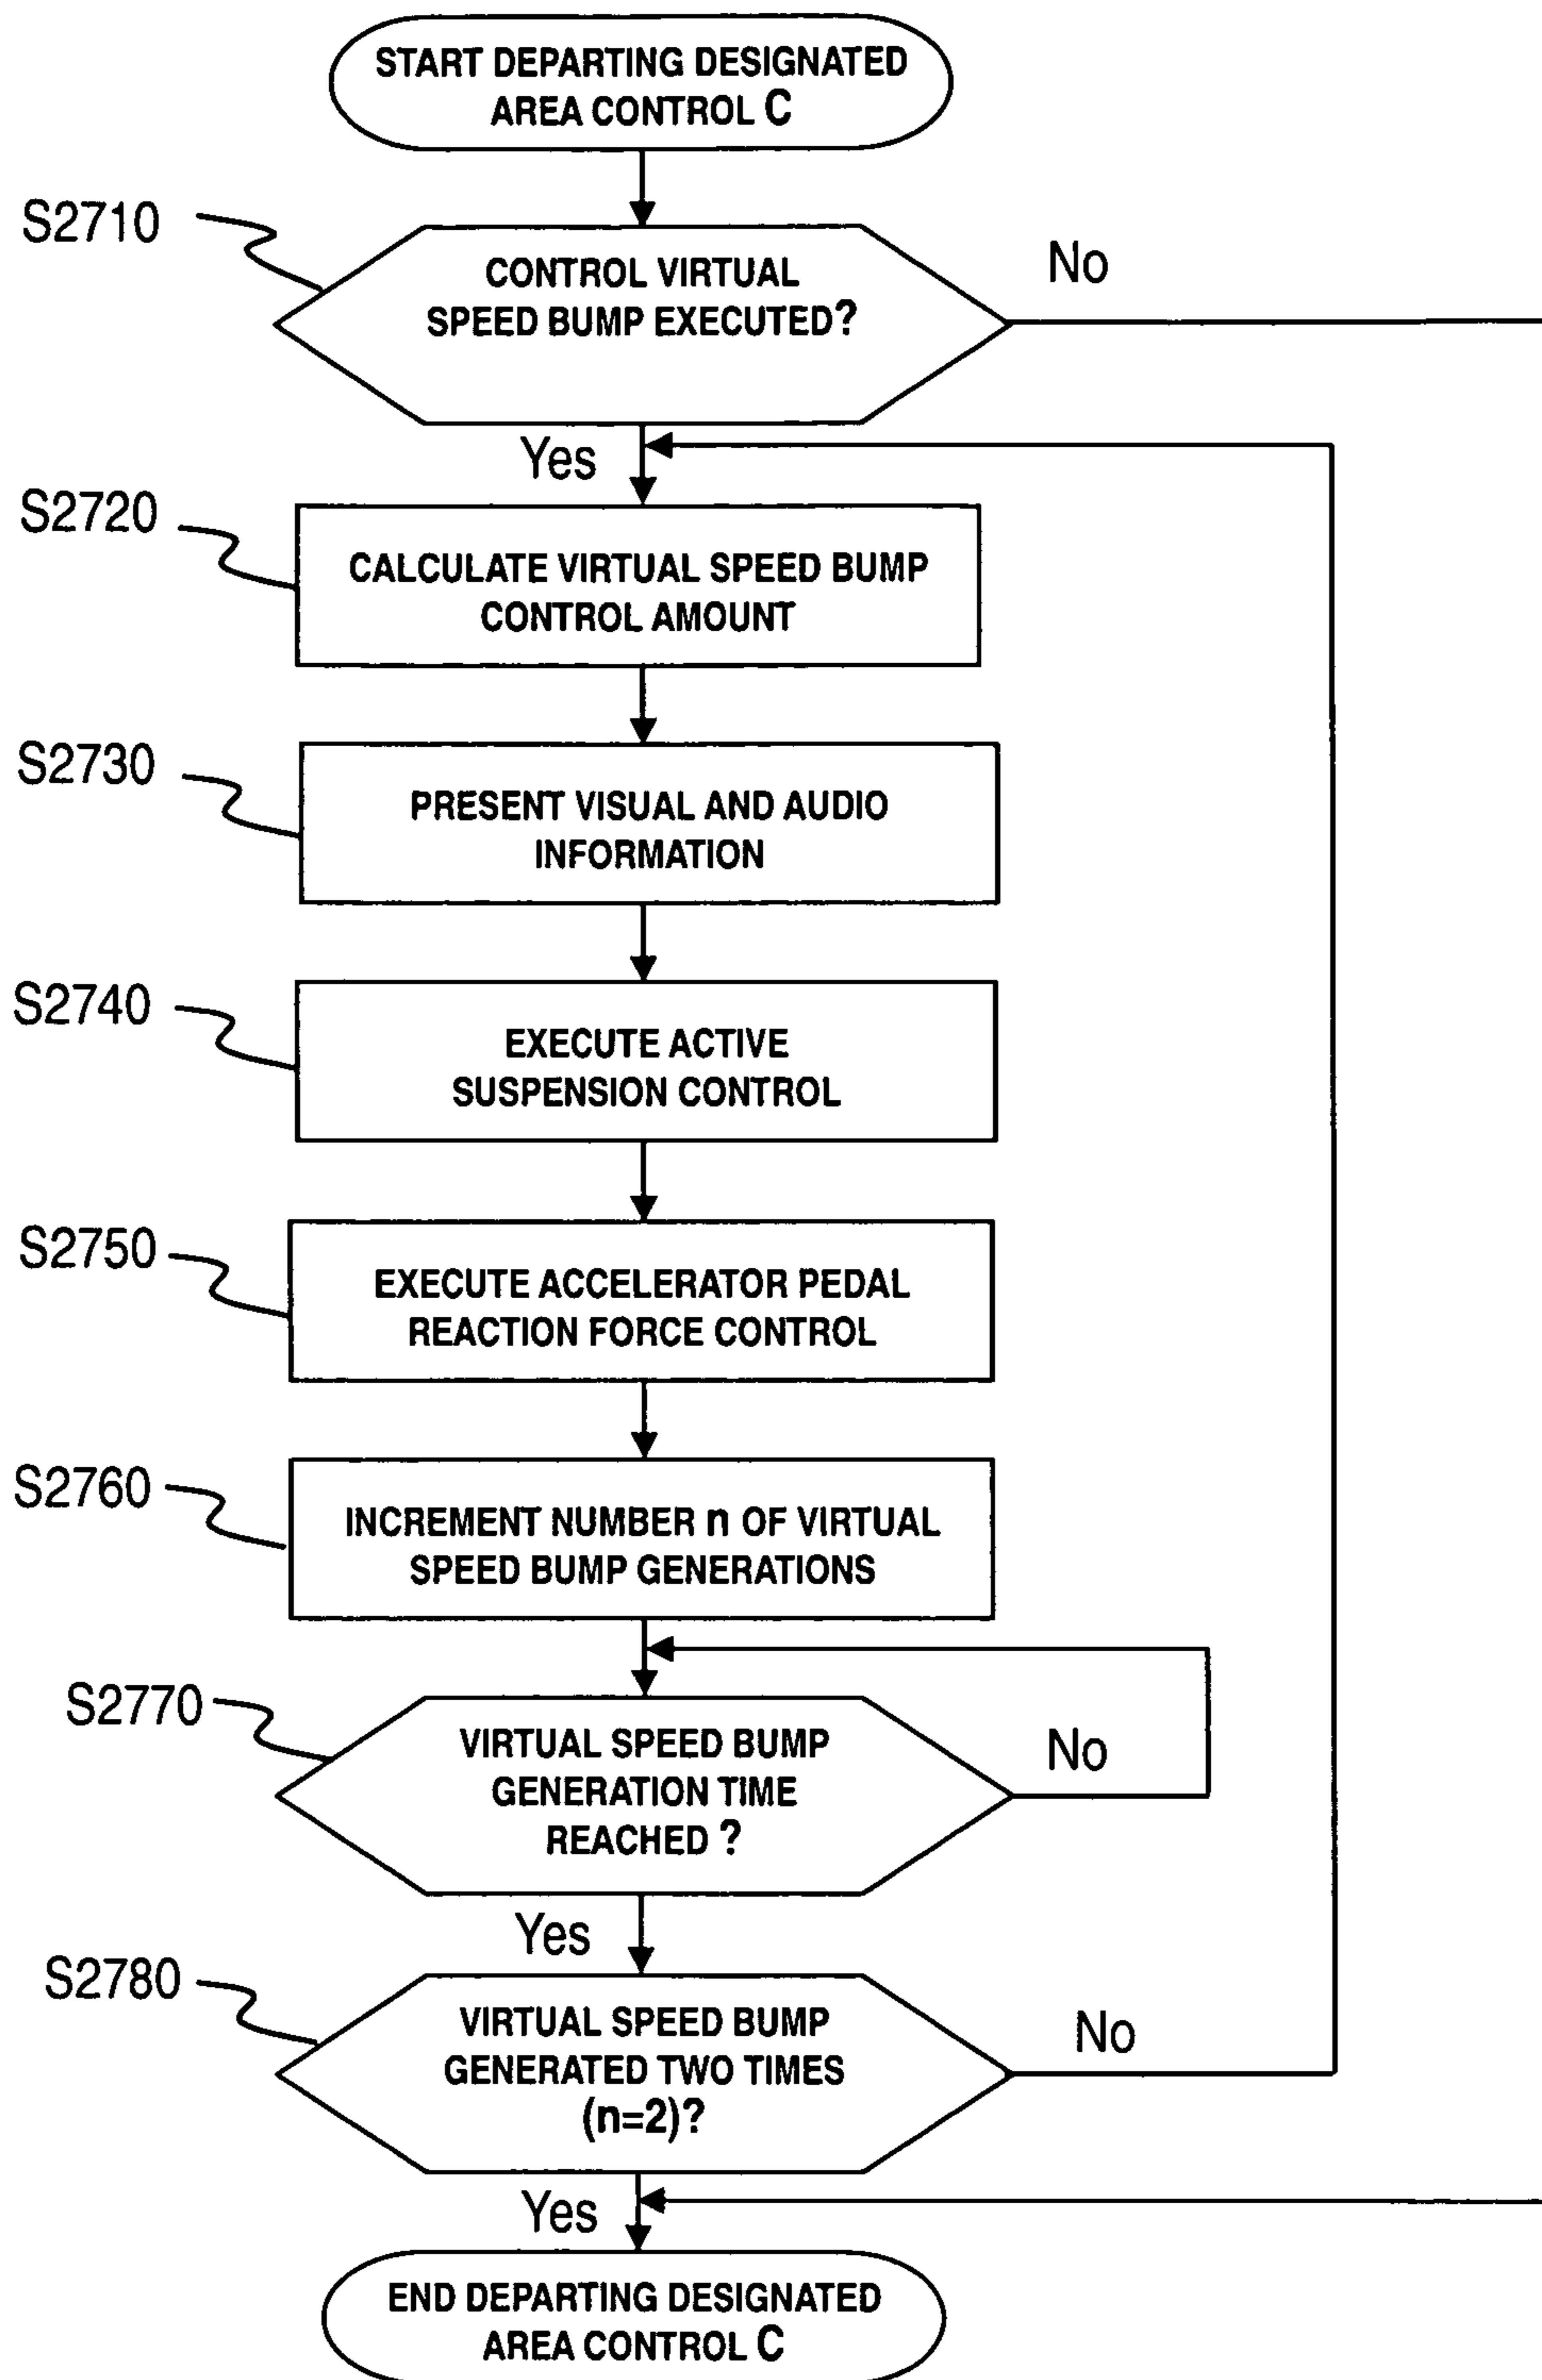 START DEPARTING DESIGNATED
AREA CONTROL C
S2710
CONTROL VIRTUAL
SPEED BUMP EXECUTED?
No
Yes
S2720
CALCULATE VIRTUAL SPEED BUMP
CONTROL AMOUNT
S2730
PRESENT VISUAL AND AUDIO
INFORMATION
S2740
EXECUTE ACTIVE
SUSPENSION CONTROL
S2750
EXECUTE ACCELERATOR PEDAL
REACTION FORCE CONTROL
S2760
INCREMENT NUMBER n OF VIRTUAL
SPEED BUMP GENERATIONS
S2770
VIRTUAL SPEED BUMP
GENERATION TIME
REACHED ?
No
Yes
S2780
VIRTUAL SPEED BUMP
GENERATED TWO TIMES
(n=2)?
No
Yes
END DEPARTING DESIGNATED
AREA CONTROL C